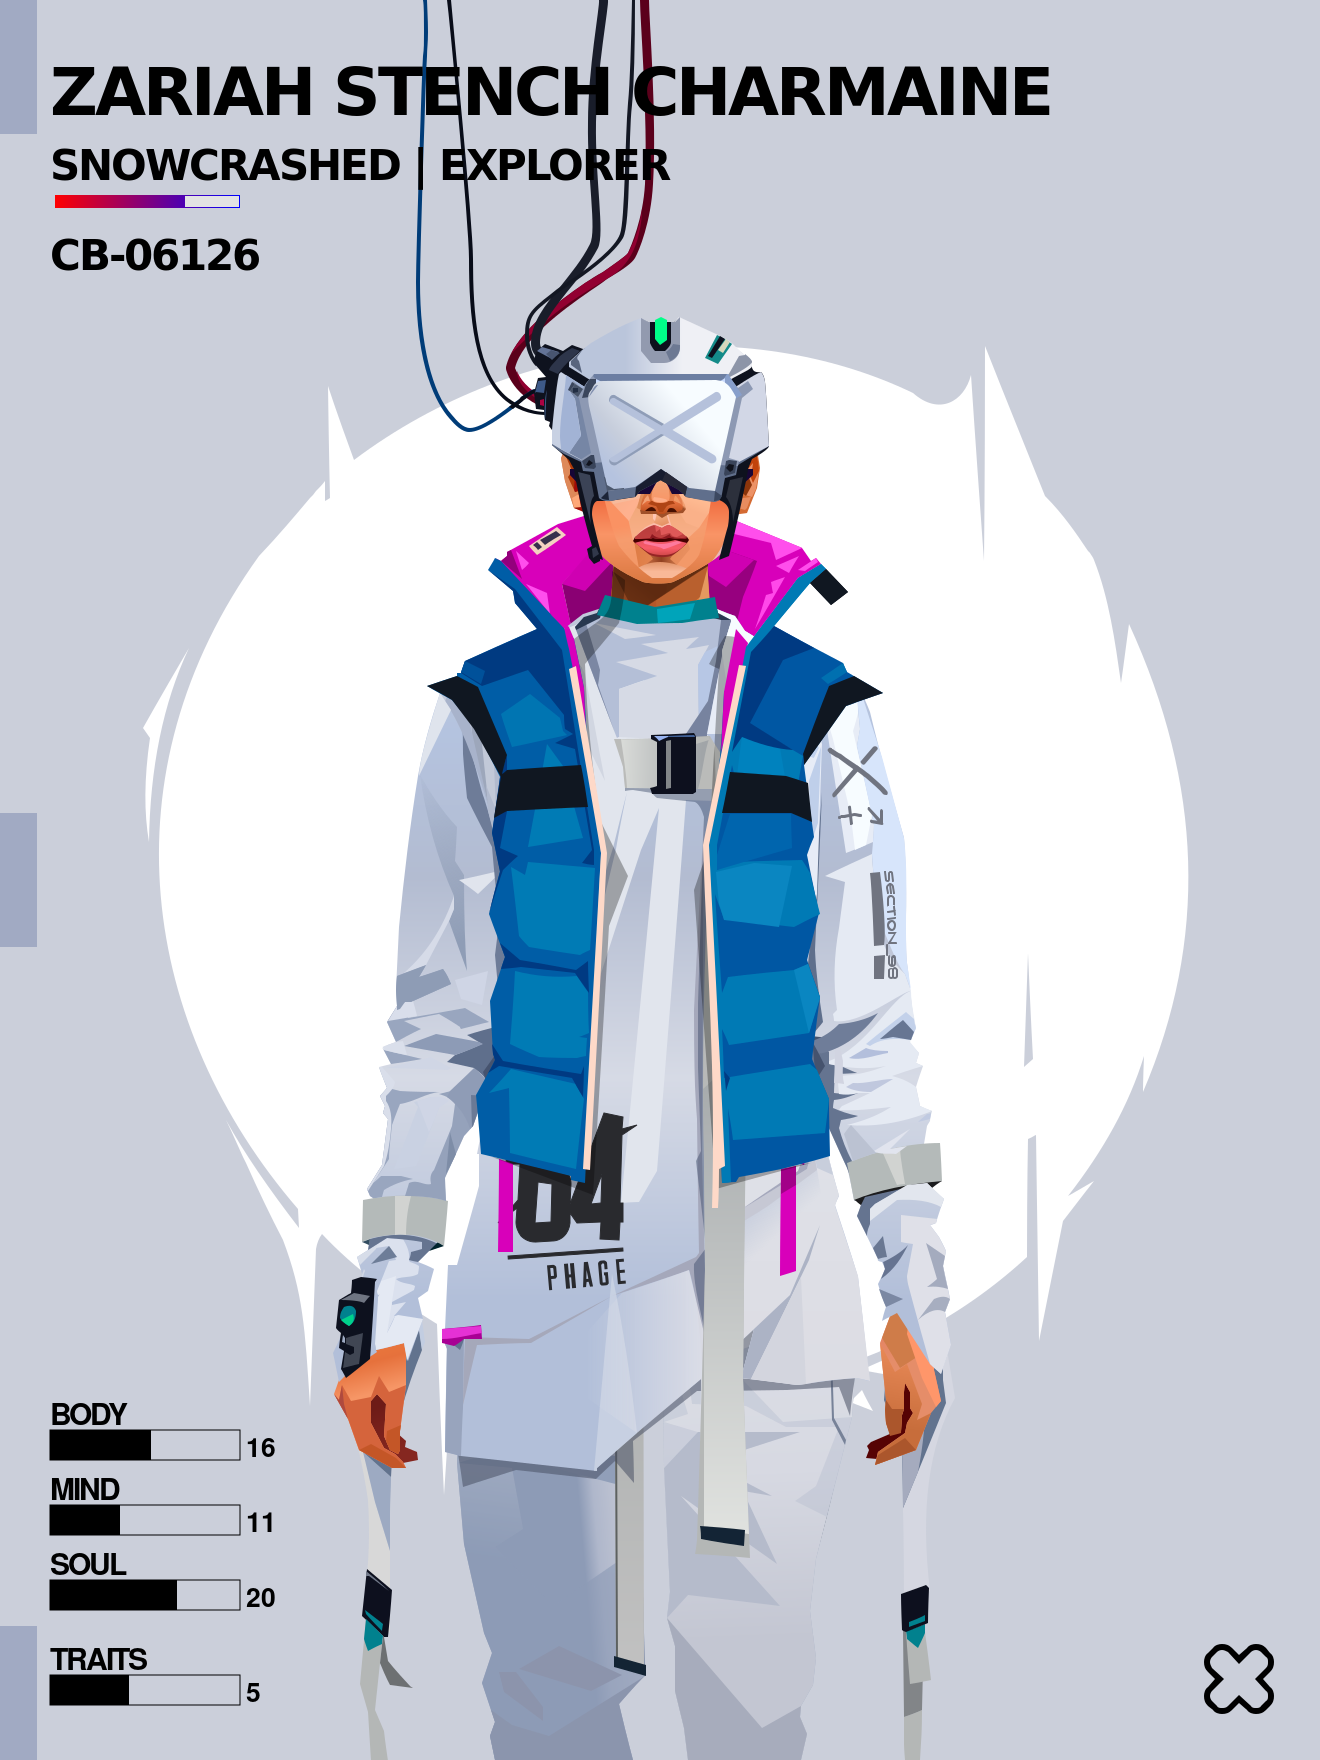 ZARIAH STENCH CHARMAINE
SNOWCRASHED | EXPLORER
CB-06126
SECTION_98
04
PHAGE
BODY
16
MIND
11
SOUL
20
TRAITS
5